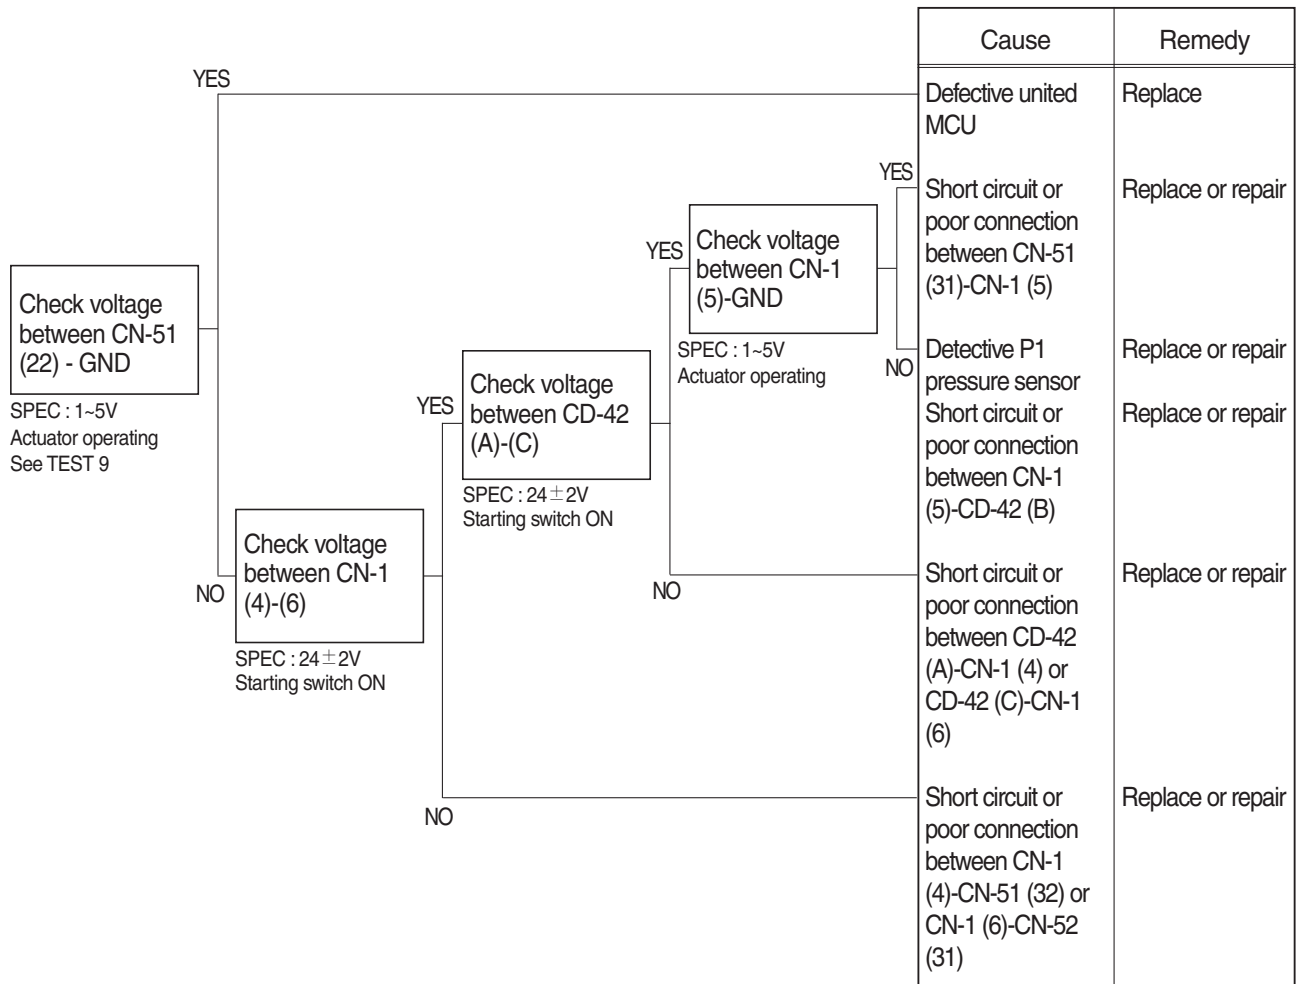 Cause
Remedy
YES
Defective united
MCU
Replace
YES
Short circuit or
poor connection
between CN-51
(31)-CN-1 (5)
Replace or repair
YES
Check voltage
between CN-1
(5)-GND
SPEC : 1~5V
Actuator operating
NO
Detective P1
pressure sensor
Replace or repair
Short circuit or
poor connection
between CN-1
(5)-CD-42 (B)
Replace or repair
Check voltage
between CN-51
(22) - GND
SPEC : 1~5V
Actuator operating
See TEST 9
YES
Check voltage
between CD-42
(A)-(C)
SPEC : 24±2V
Starting switch ON
NO
Check voltage
between CN-1
(4)-(6)
SPEC : 24±2V
Starting switch ON
NO
Short circuit or
poor connection
between CD-42
(A)-CN-1 (4) or
CD-42 (C)-CN-1
(6)
Replace or repair
NO
Short circuit or
poor connection
between CN-1
(4)-CN-51 (32) or
CN-1 (6)-CN-52
(31)
Replace or repair